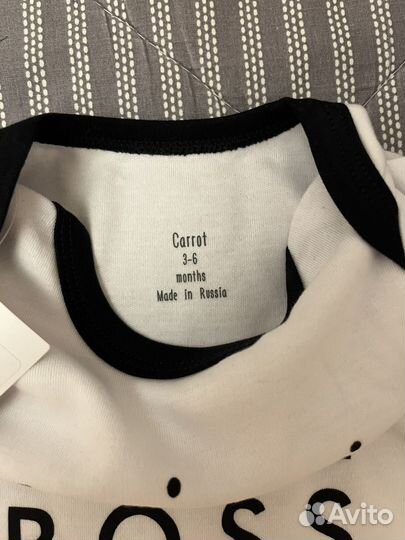 Carrot
3-6
months
Made in Russia
BOSS
Avito